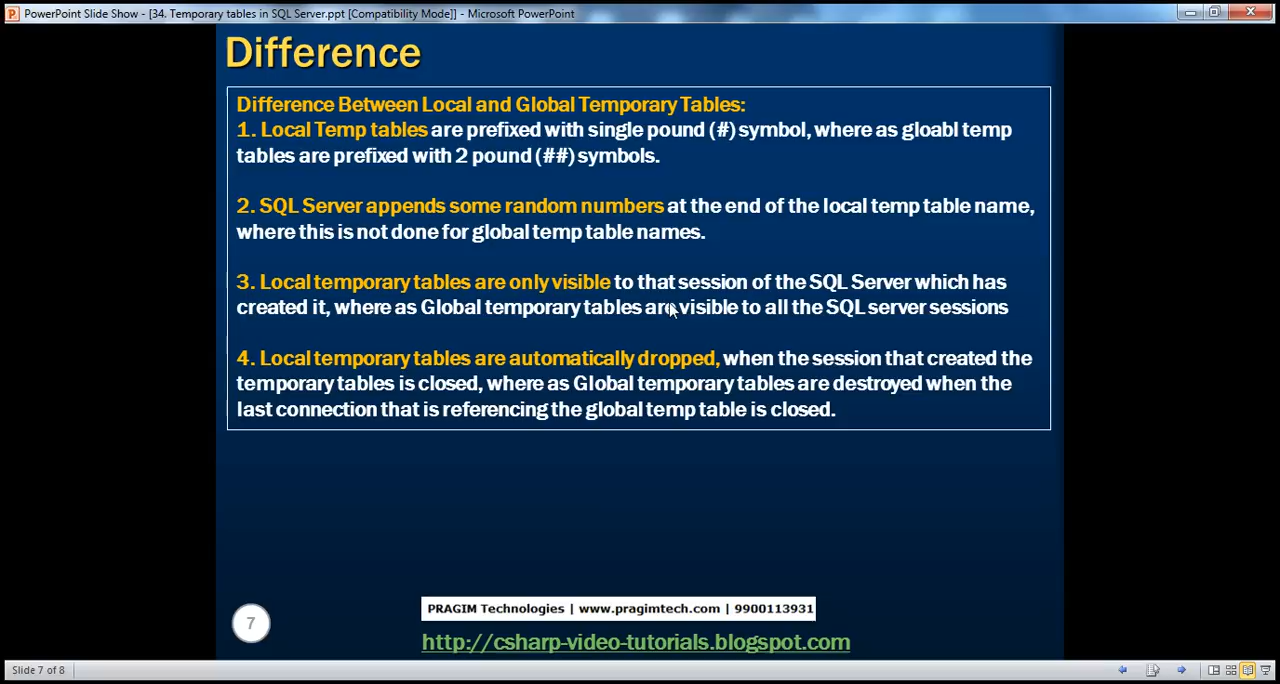 PowerPoint Slide Show - [34. Temporary tables in SQL Server.ppt [Compatibility Mode]] - Microsoft PowerPoint
Difference
Difference Between Local and Global Temporary Tables:
1. Local Temp tables are prefixed with single pound (#) symbol, where as gloabl temp
tables are prefixed with 2 pound (##) symbols.
2. SQL Server appends some random numbers at the end of the local temp table name,
where this is not done for global temp table names.
3. Local temporary tables are only visible to that session of the SQL Server which has
created it, where as Global temporary tables are visible to all the SQL server sessions
4. Local temporary tables are automatically dropped, when the session that created the
temporary tables is closed, where as Global temporary tables are destroyed when the
last connection that is referencing the global temp table is closed.
PRAGIM Technologies | www.pragimtech.com | 9900113931
7
http://csharp-video-tutorials.blogspot.com
Slide 7 of 8